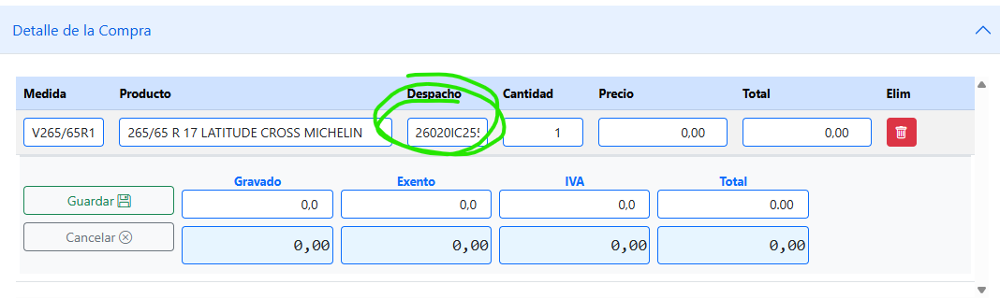 Detalle de la Compra
Medida Producto Despacho Cantidad Precio Total Elim
V265/65R1 265/65 R 17 LATITUDE CROSS MICHELIN 26020IC25 1 0,00 0,00
Gravado Exento IVA Total
Guardar 0,0 0,0 0,0 0.00
Cancelar 0,00 0,00 0,00 0,00